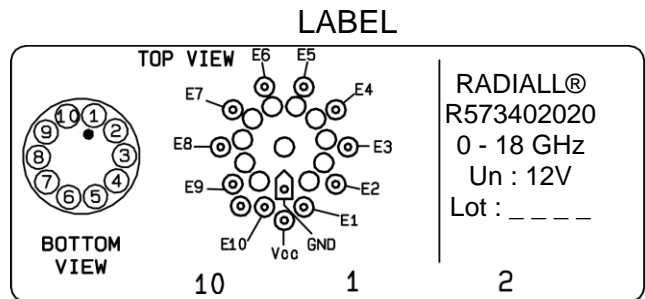 LABEL
TOP VIEW
E6 E5
E7 E4
E8 E3
E9 E2
E10 E1
Vcc GND
10 1 2
9 3
8 4
7 6 5
BOTTOM
VIEW
RADIALL®
R573402020
0 - 18 GHz
Un : 12V
Lot : _ _ _ _
10 1 2